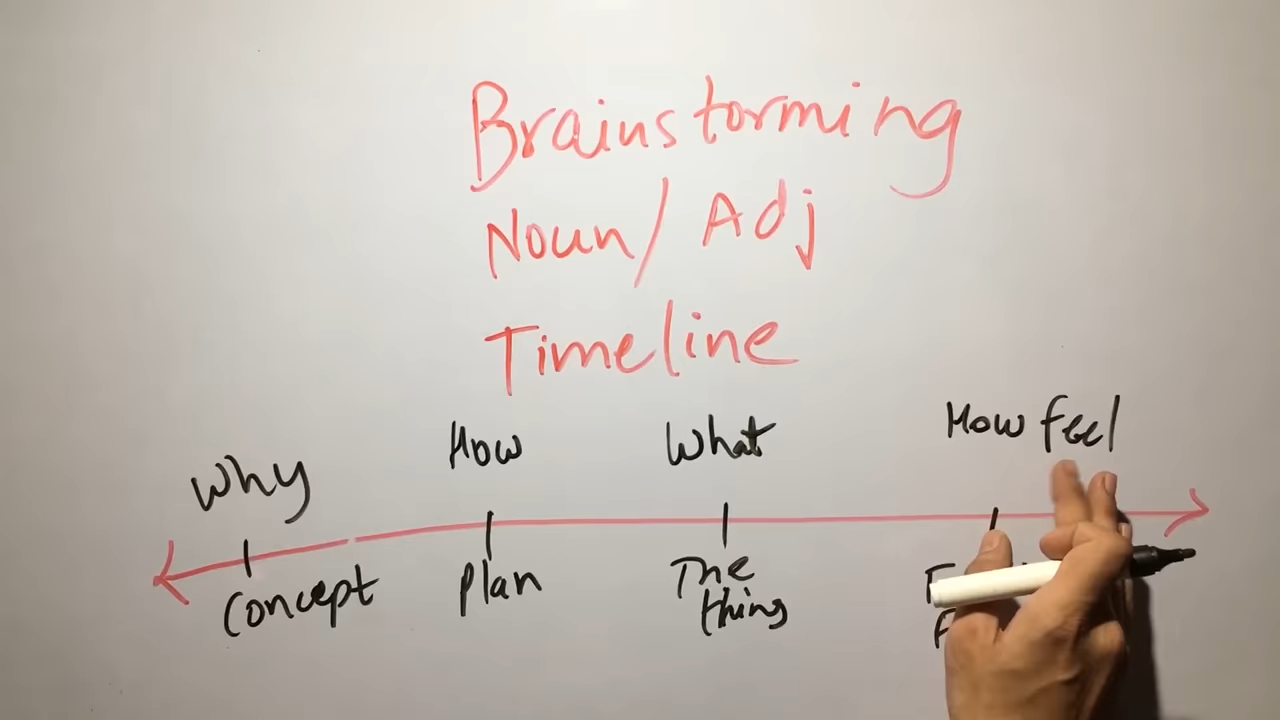 Brainstorming
Noun/Adj
Timeline
Why How What How feel
Concept Plan The thing